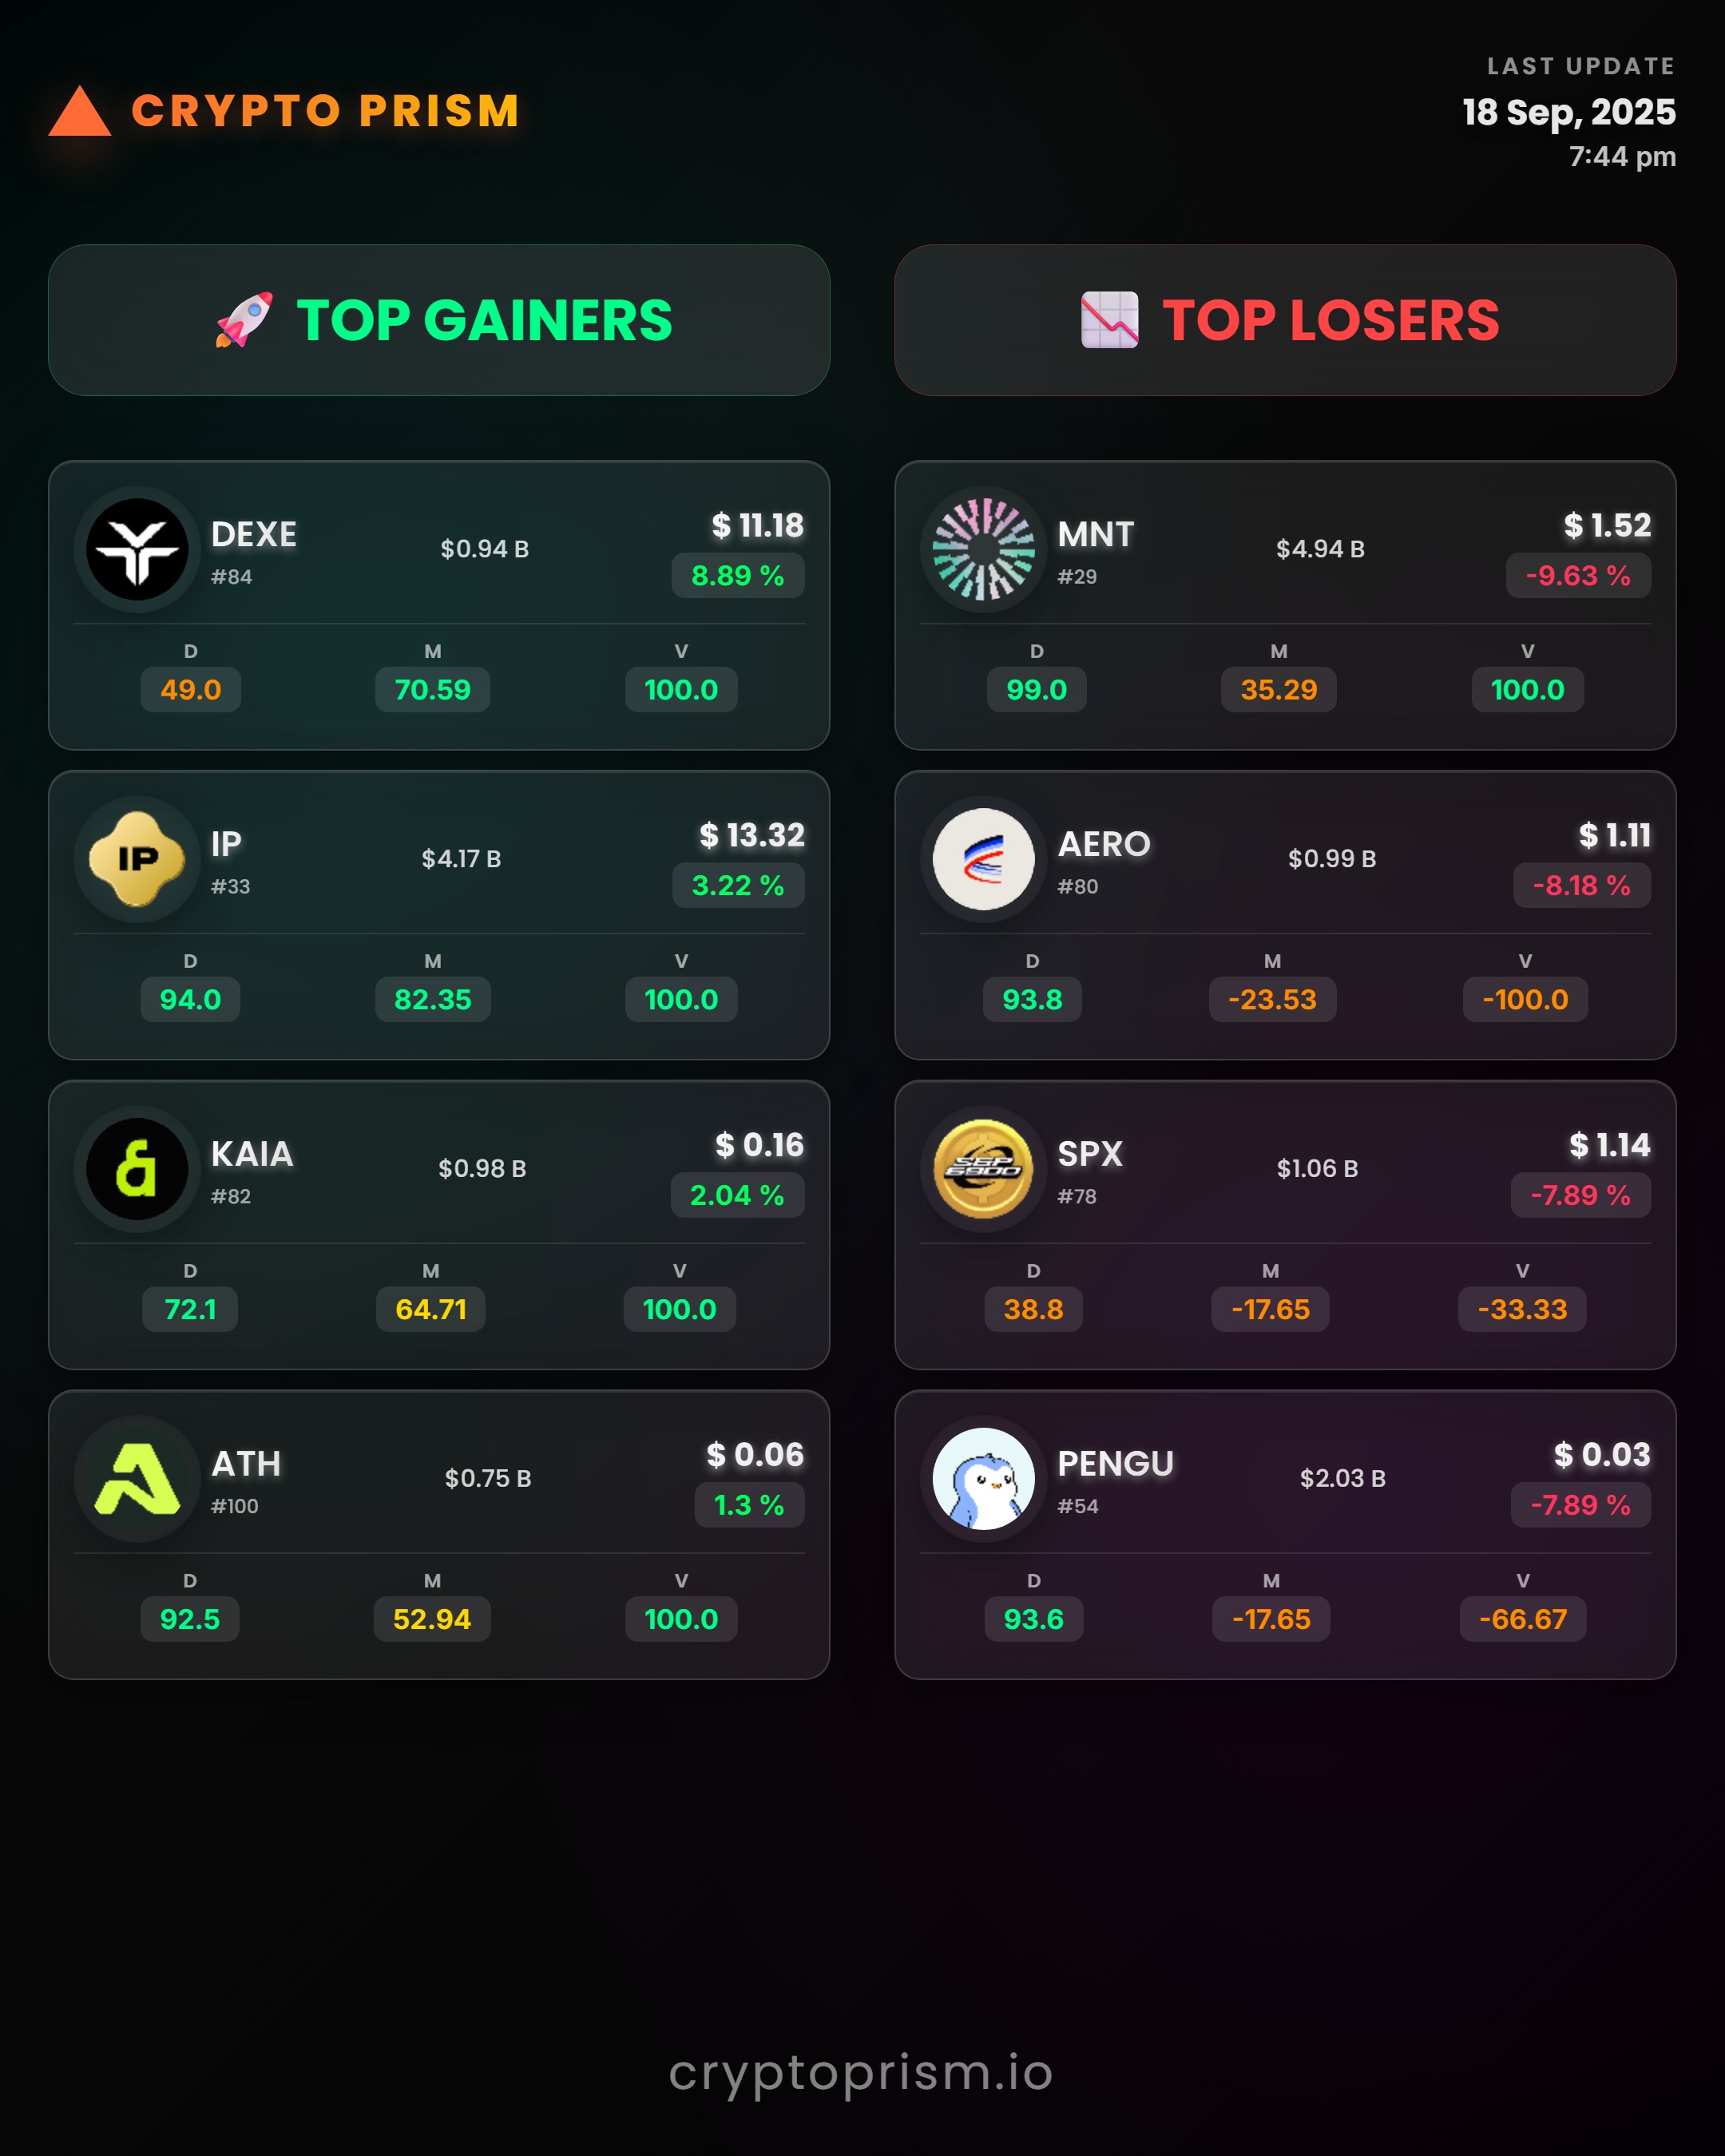 CRYPTO PRISM
LAST UPDATE
18 Sep, 2025
7:44 pm
TOP GAINERS
DEXE
#84
$0.94 B
$ 11.18
8.89 %
D M V
49.0 70.59 100.0
IP
IP
#33
$4.17 B
$ 13.32
3.22 %
D M V
94.0 82.35 100.0
KAIA
#82
$0.98 B
$ 0.16
2.04 %
D M V
72.1 64.71 100.0
ATH
#100
$0.75 B
$ 0.06
1.3 %
D M V
92.5 52.94 100.0
TOP LOSERS
MNT
#29
$4.94 B
$ 1.52
-9.63 %
D M V
99.0 35.29 100.0
AERO
#80
$0.99 B
$ 1.11
-8.18 %
D M V
93.8 -23.53 -100.0
SPX
#78
$1.06 B
$ 1.14
-7.89 %
D M V
38.8 -17.65 -33.33
PENGU
#54
$2.03 B
$ 0.03
-7.89 %
D M V
93.6 -17.65 -66.67
cryptoprism.io